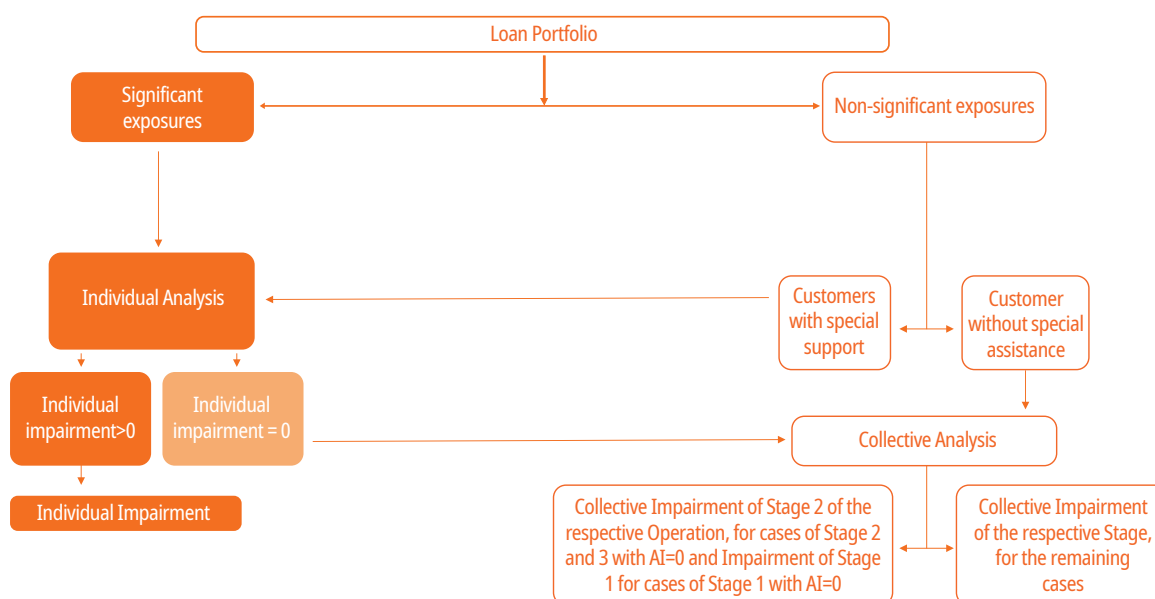 Loan Portfolio
Significant
exposures
Non-significant exposures
Individual Analysis
Customers
with special
support
Customer
without special
assistance
Individual
impairment>0
Individual
impairment = 0
Collective Analysis
Individual Impairment
Collective Impairment of Stage 2 of the
respective Operation, for cases of Stage 2
and 3 with AI=0 and Impairment of Stage
1 for cases of Stage 1 with AI=0
Collective Impairment
of the respective Stage,
for the remaining
cases